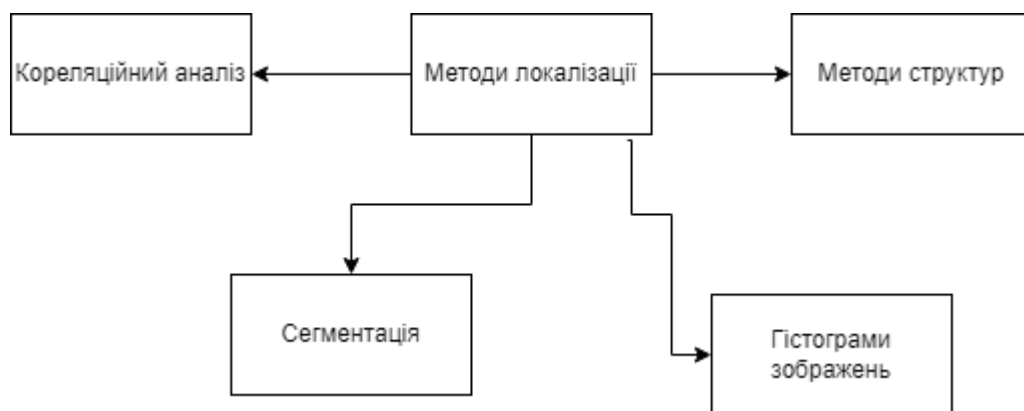 Кореляційний аналіз
Методи локалізації
Методи структур
Сегментація
Гістограми
зображень